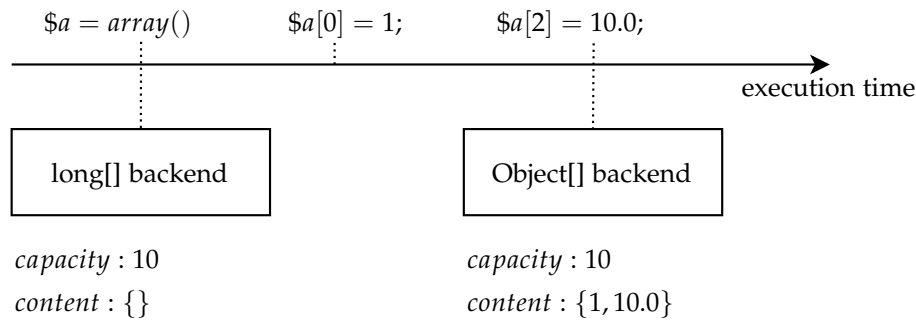 $a = array() $a[0] = 1; $a[2] = 10.0;
execution time
long[] backend Object[] backend
capacity : 10 capacity : 10
content : {} content : {1, 10.0}